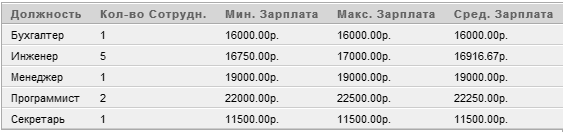 Должность Кол-во Сотрудн. Мин. Зарплата Макс. Зарплата Сред. Зарплата
Бухгалтер 1 16000.00р. 16000.00р. 16000.00р.
Инженер 5 16750.00р. 17000.00р. 16916.67р.
Менеджер 1 19000.00р. 19000.00р. 19000.00р.
Программист 2 22000.00р. 22500.00р. 22250.00р.
Секретарь 1 11500.00р. 11500.00р. 11500.00р.